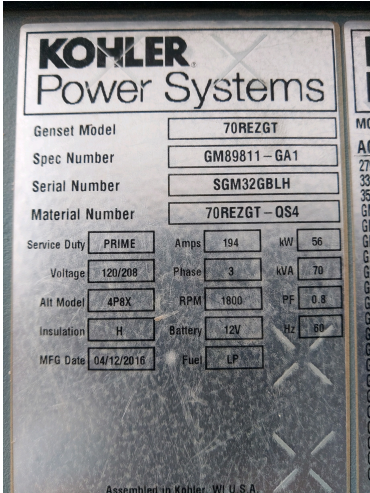 KOHLER®
Power Systems
Genset Model 70REZGT
Spec Number GM89811-GA1
Serial Number SGM32GBLH
Material Number 70REZGT-QS4
Service Duty PRIME Amps 194 kW 56
Voltage 120/208 Phase 3 kVA 70
Alt Model 4P8X RPM 1800 PF 0.8
Insulation H Battery 12V Hz 60
MFG Date 04/12/2016 Fuel LP
Assembled in Kohler, WI U.S.A.